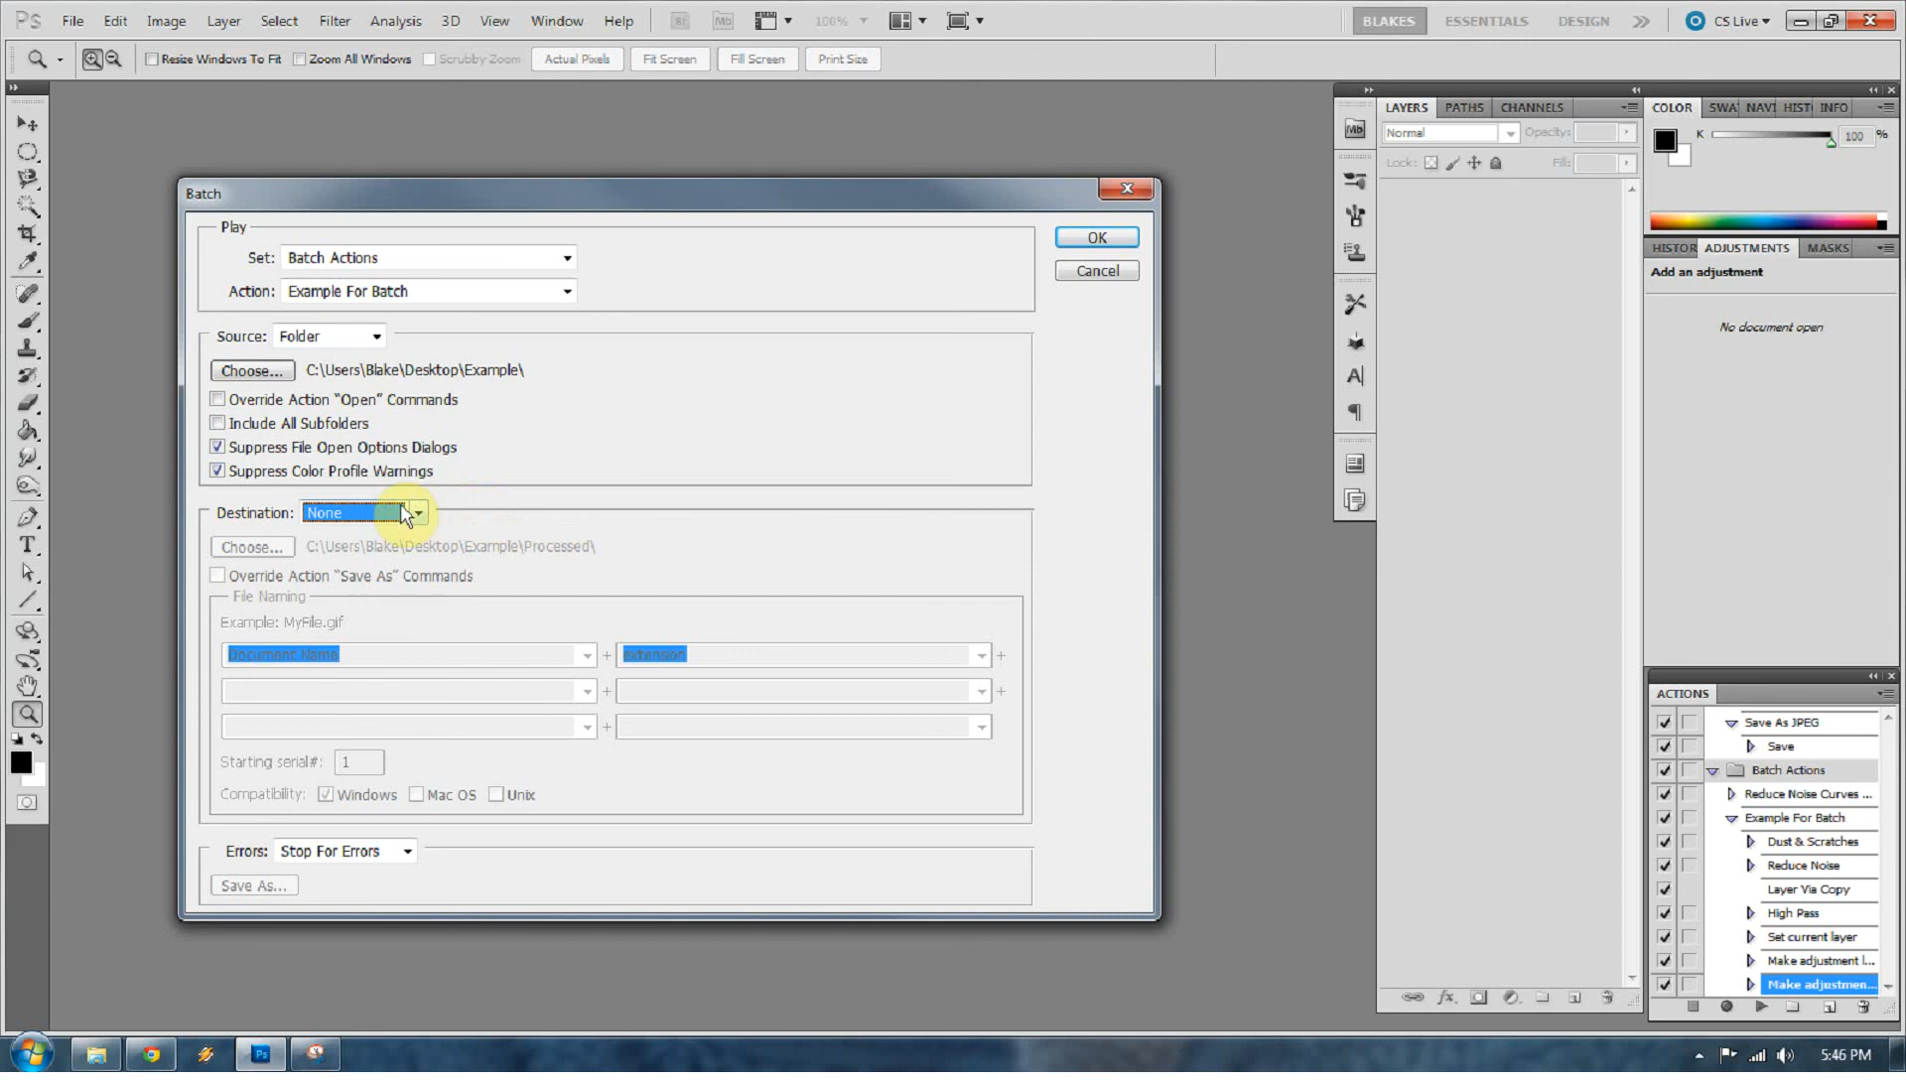 Ps File Edit Image Layer Select Filter Analysis 3D View Window Help Br Mb 100% BLAKES ESSENTIALS DESIGN CS Live
Resize Windows To Fit Zoom All Windows Scrubby Zoom Actual Pixels Fit Screen Fill Screen Print Size
LAYERS PATHS CHANNELS
COLOR SWA NAVI HIST INFO
Mb
Normal Opacity:
K 100 %
Lock: Fill:
Batch
Play
OK
Set: Batch Actions
Cancel
Action: Example For Batch
HISTOR ADJUSTMENTS MASKS
Add an adjustment
No document open
Source: Folder
Choose... C:\Users\Blake\Desktop\Example\
Override Action "Open" Commands
Include All Subfolders
Suppress File Open Options Dialogs
Suppress Color Profile Warnings
Destination: None
Choose... C:\Users\Blake\Desktop\Example\Processed\
Override Action "Save As" Commands
File Naming
Example: MyFile.gif
Document Name + extension +
+ +
+
Starting serial#: 1
Compatibility: Windows Mac OS Unix
Errors: Stop For Errors
Save As...
ACTIONS
Save As JPEG
Save
Batch Actions
Reduce Noise Curves ...
Example For Batch
Dust & Scratches
Reduce Noise
Layer Via Copy
High Pass
Set current layer
Make adjustment l...
Make adjustmen...
Ps
5:46 PM